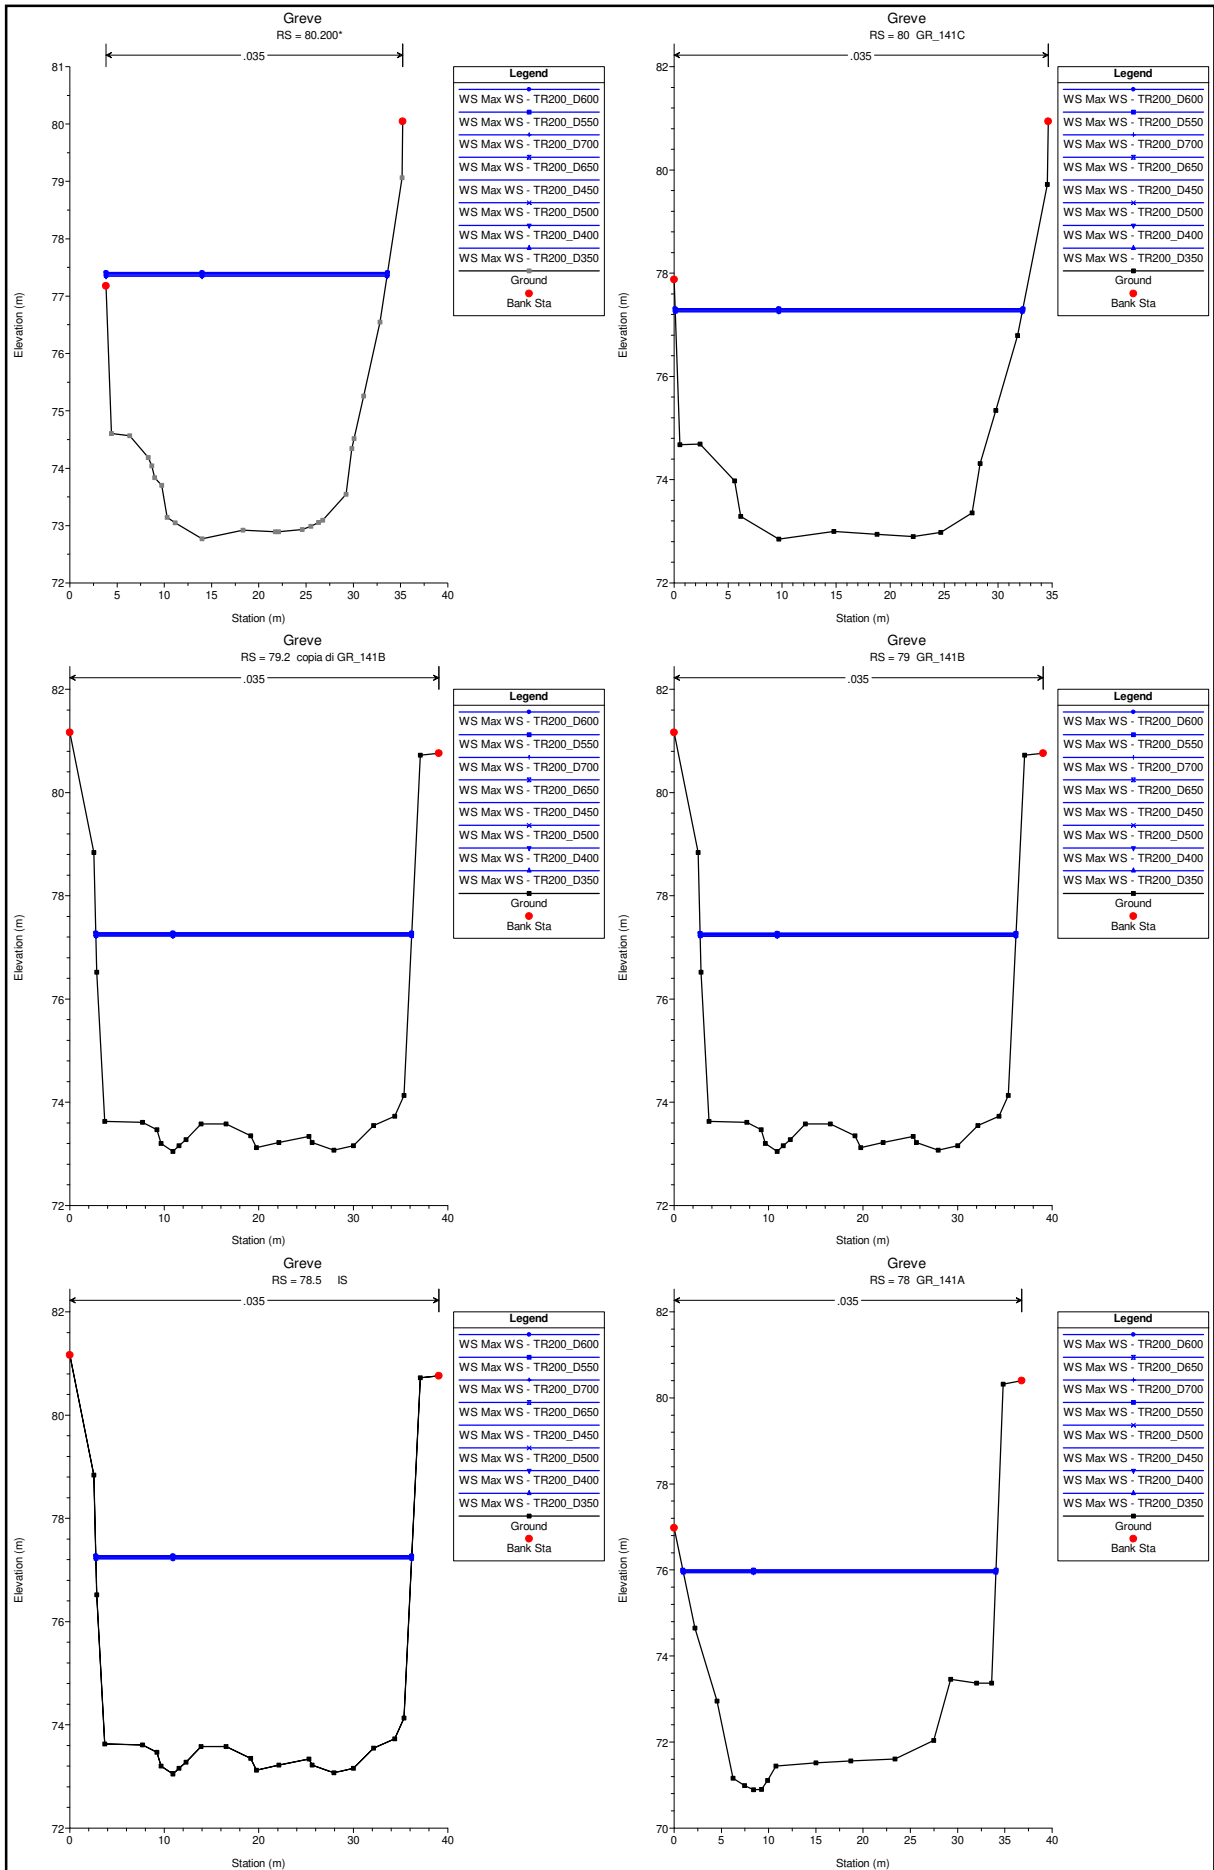 Greve
RS = 80.200*
.035
81
80
79
78
77
76
75
74
73
72
0
5
10
15
20
25
30
35
40
Elevation (m)
Station (m)
Legend
WS Max WS - TR200_D600
WS Max WS - TR200_D550
WS Max WS - TR200_D700
WS Max WS - TR200_D650
WS Max WS - TR200_D450
WS Max WS - TR200_D500
WS Max WS - TR200_D400
WS Max WS - TR200_D350
Ground
Bank Sta
Greve
RS = 80 GR_141C
.035
82
80
78
76
74
72
0
5
10
15
20
25
30
35
Elevation (m)
Station (m)
Legend
WS Max WS - TR200_D600
WS Max WS - TR200_D550
WS Max WS - TR200_D700
WS Max WS - TR200_D650
WS Max WS - TR200_D450
WS Max WS - TR200_D500
WS Max WS - TR200_D400
WS Max WS - TR200_D350
Ground
Bank Sta
Greve
RS = 79.2 copia di GR_141B
.035
82
80
78
76
74
72
0
10
20
30
40
Elevation (m)
Station (m)
Legend
WS Max WS - TR200_D600
WS Max WS - TR200_D550
WS Max WS - TR200_D700
WS Max WS - TR200_D650
WS Max WS - TR200_D450
WS Max WS - TR200_D500
WS Max WS - TR200_D400
WS Max WS - TR200_D350
Ground
Bank Sta
Greve
RS = 79 GR_141B
.035
82
80
78
76
74
72
0
10
20
30
40
Elevation (m)
Station (m)
Legend
WS Max WS - TR200_D600
WS Max WS - TR200_D550
WS Max WS - TR200_D700
WS Max WS - TR200_D650
WS Max WS - TR200_D450
WS Max WS - TR200_D500
WS Max WS - TR200_D400
WS Max WS - TR200_D350
Ground
Bank Sta
Greve
RS = 78.5 IS
.035
82
80
78
76
74
72
0
10
20
30
40
Elevation (m)
Station (m)
Legend
WS Max WS - TR200_D600
WS Max WS - TR200_D550
WS Max WS - TR200_D700
WS Max WS - TR200_D650
WS Max WS - TR200_D450
WS Max WS - TR200_D500
WS Max WS - TR200_D400
WS Max WS - TR200_D350
Ground
Bank Sta
Greve
RS = 78 GR_141A
.035
82
80
78
76
74
72
70
0
5
10
15
20
25
30
35
40
Elevation (m)
Station (m)
Legend
WS Max WS - TR200_D600
WS Max WS - TR200_D650
WS Max WS - TR200_D700
WS Max WS - TR200_D550
WS Max WS - TR200_D500
WS Max WS - TR200_D450
WS Max WS - TR200_D400
WS Max WS - TR200_D350
Ground
Bank Sta